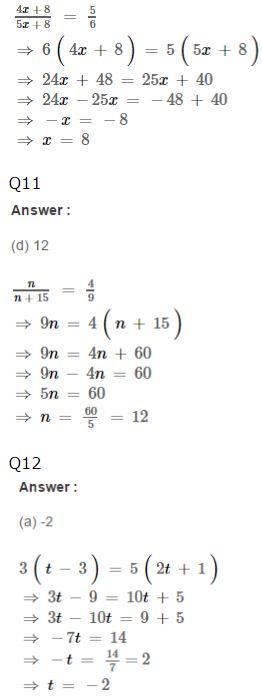 4x + 8 / 5x + 8 = 5/6
⇒ 6 ( 4x + 8 ) = 5 ( 5x + 8 )
⇒ 24x + 48 = 25x + 40
⇒ 24x − 25x = − 48 + 40
⇒ − x = − 8
⇒ x = 8
Q11
Answer :
(d) 12
n / n + 15 = 4/9
⇒ 9n = 4 ( n + 15 )
⇒ 9n = 4n + 60
⇒ 9n − 4n = 60
⇒ 5n = 60
⇒ n = 60/5 = 12
Q12
Answer :
(a) -2
3 ( t − 3 ) = 5 ( 2t + 1 )
⇒ 3t − 9 = 10t + 5
⇒ 3t − 10t = 9 + 5
⇒ − 7t = 14
⇒ − t = 14/7 = 2
⇒ t = − 2